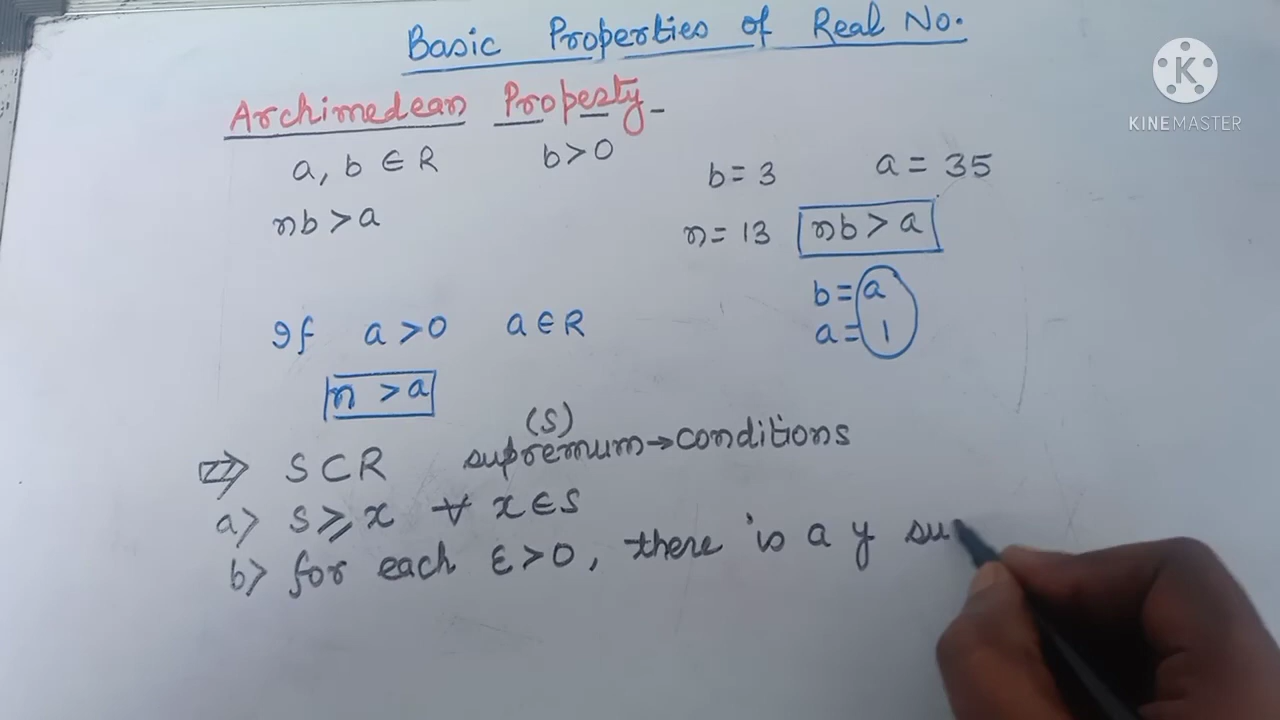 Basic Properties of Real No.
K
KINEMASTER
Archimedean Property
a, b ∈ R b > 0
b = 3 a = 35
nb > a
n = 13 nb > a
b = a
a = 1
If a > 0 a ∈ R
n > a
(s)
⇒ S ⊂ R supremum → conditions
a> s ⩾ x ∀ x ∈ S
b> for each ε > 0, there is a y su